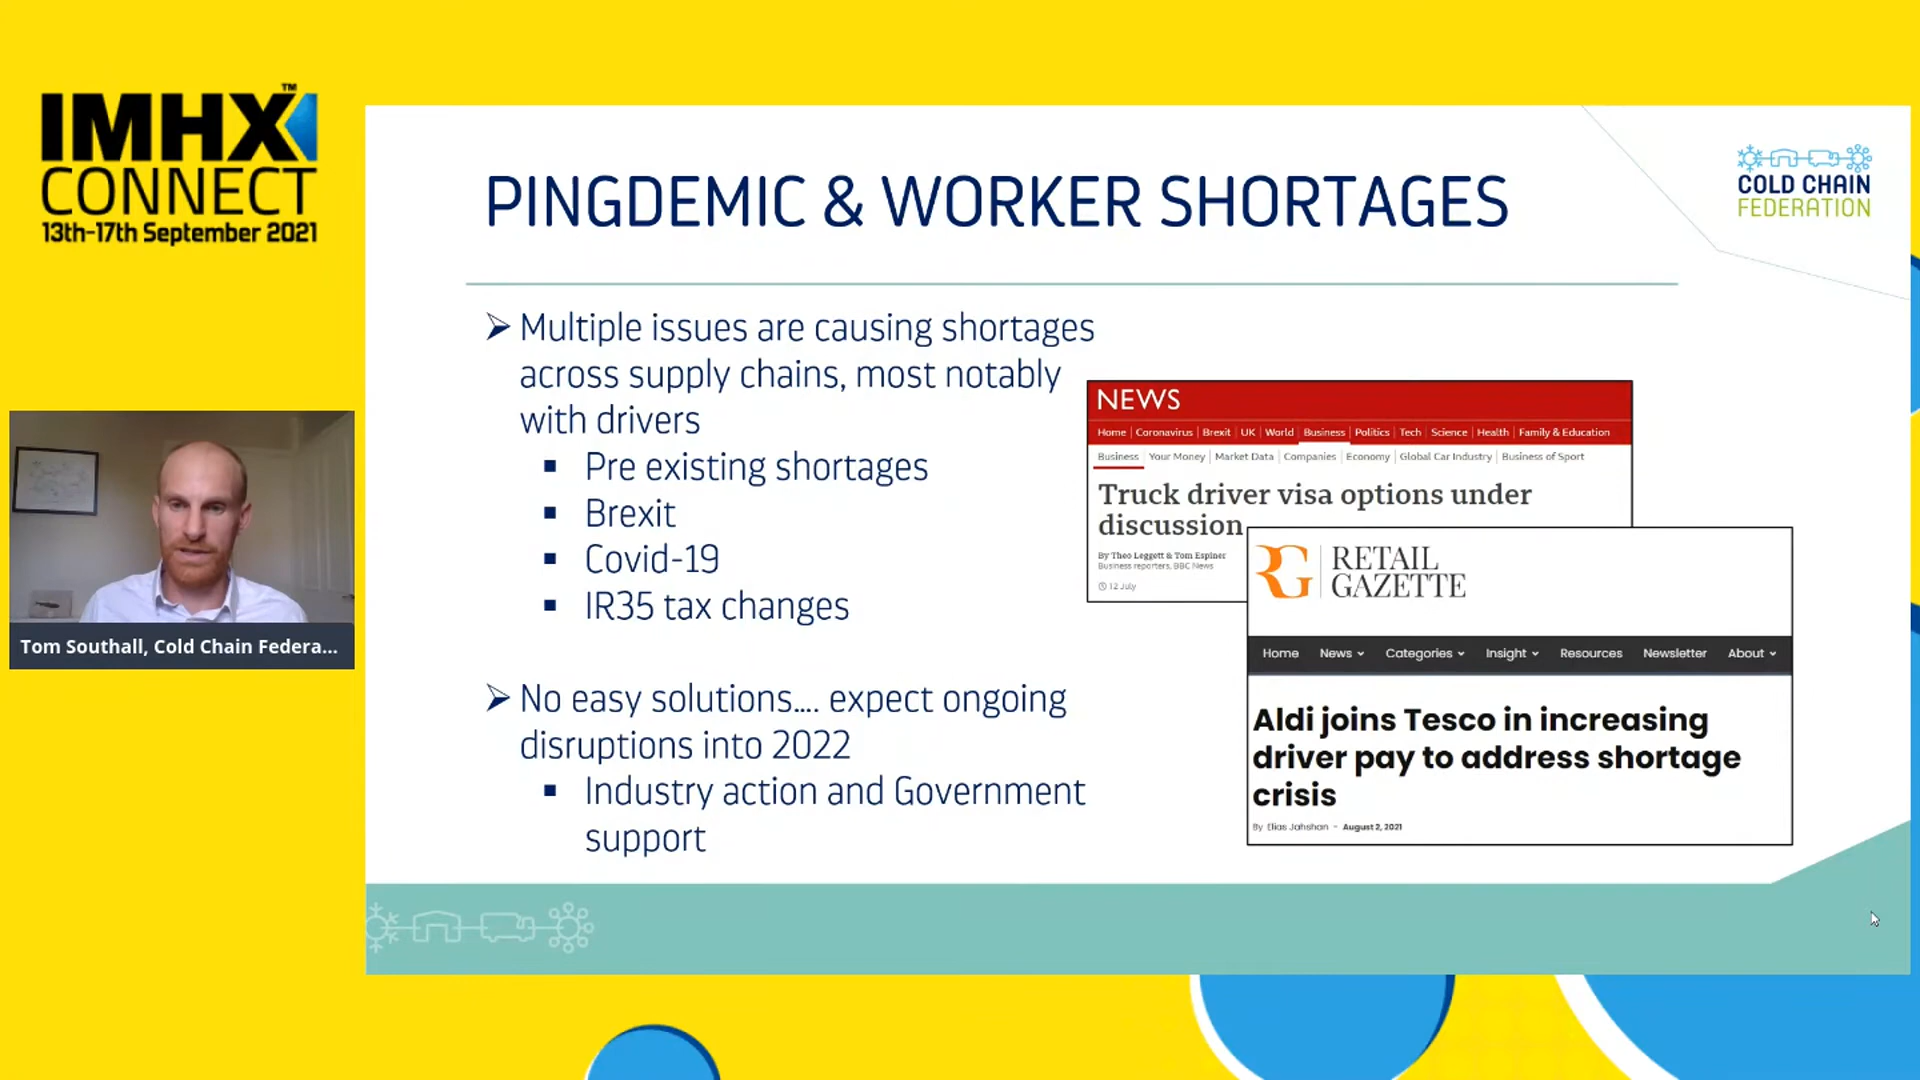 IMHX™
CONNECT
13th-17th September 2021
Tom Southall, Cold Chain Federa...
PINGDEMIC & WORKER SHORTAGES
COLD CHAIN
FEDERATION
➢ Multiple issues are causing shortages
across supply chains, most notably
with drivers
▪ Pre existing shortages
▪ Brexit
▪ Covid-19
▪ IR35 tax changes
➢ No easy solutions.... expect ongoing
disruptions into 2022
▪ Industry action and Government
support
NEWS
Home | Coronavirus | Brexit | UK | World | Business | Politics | Tech | Science | Health | Family & Education
Business | Your Money | Market Data | Companies | Economy | Global Car Industry | Business of Sport
Truck driver visa options under
discussion
By Theo Leggett & Tom Espiner
Business reporters, BBC News
12 July
RG | RETAIL
GAZETTE
Home News Categories Insight Resources Newsletter About
Aldi joins Tesco in increasing
driver pay to address shortage
crisis
By Elias Jahshan - August 2, 2021